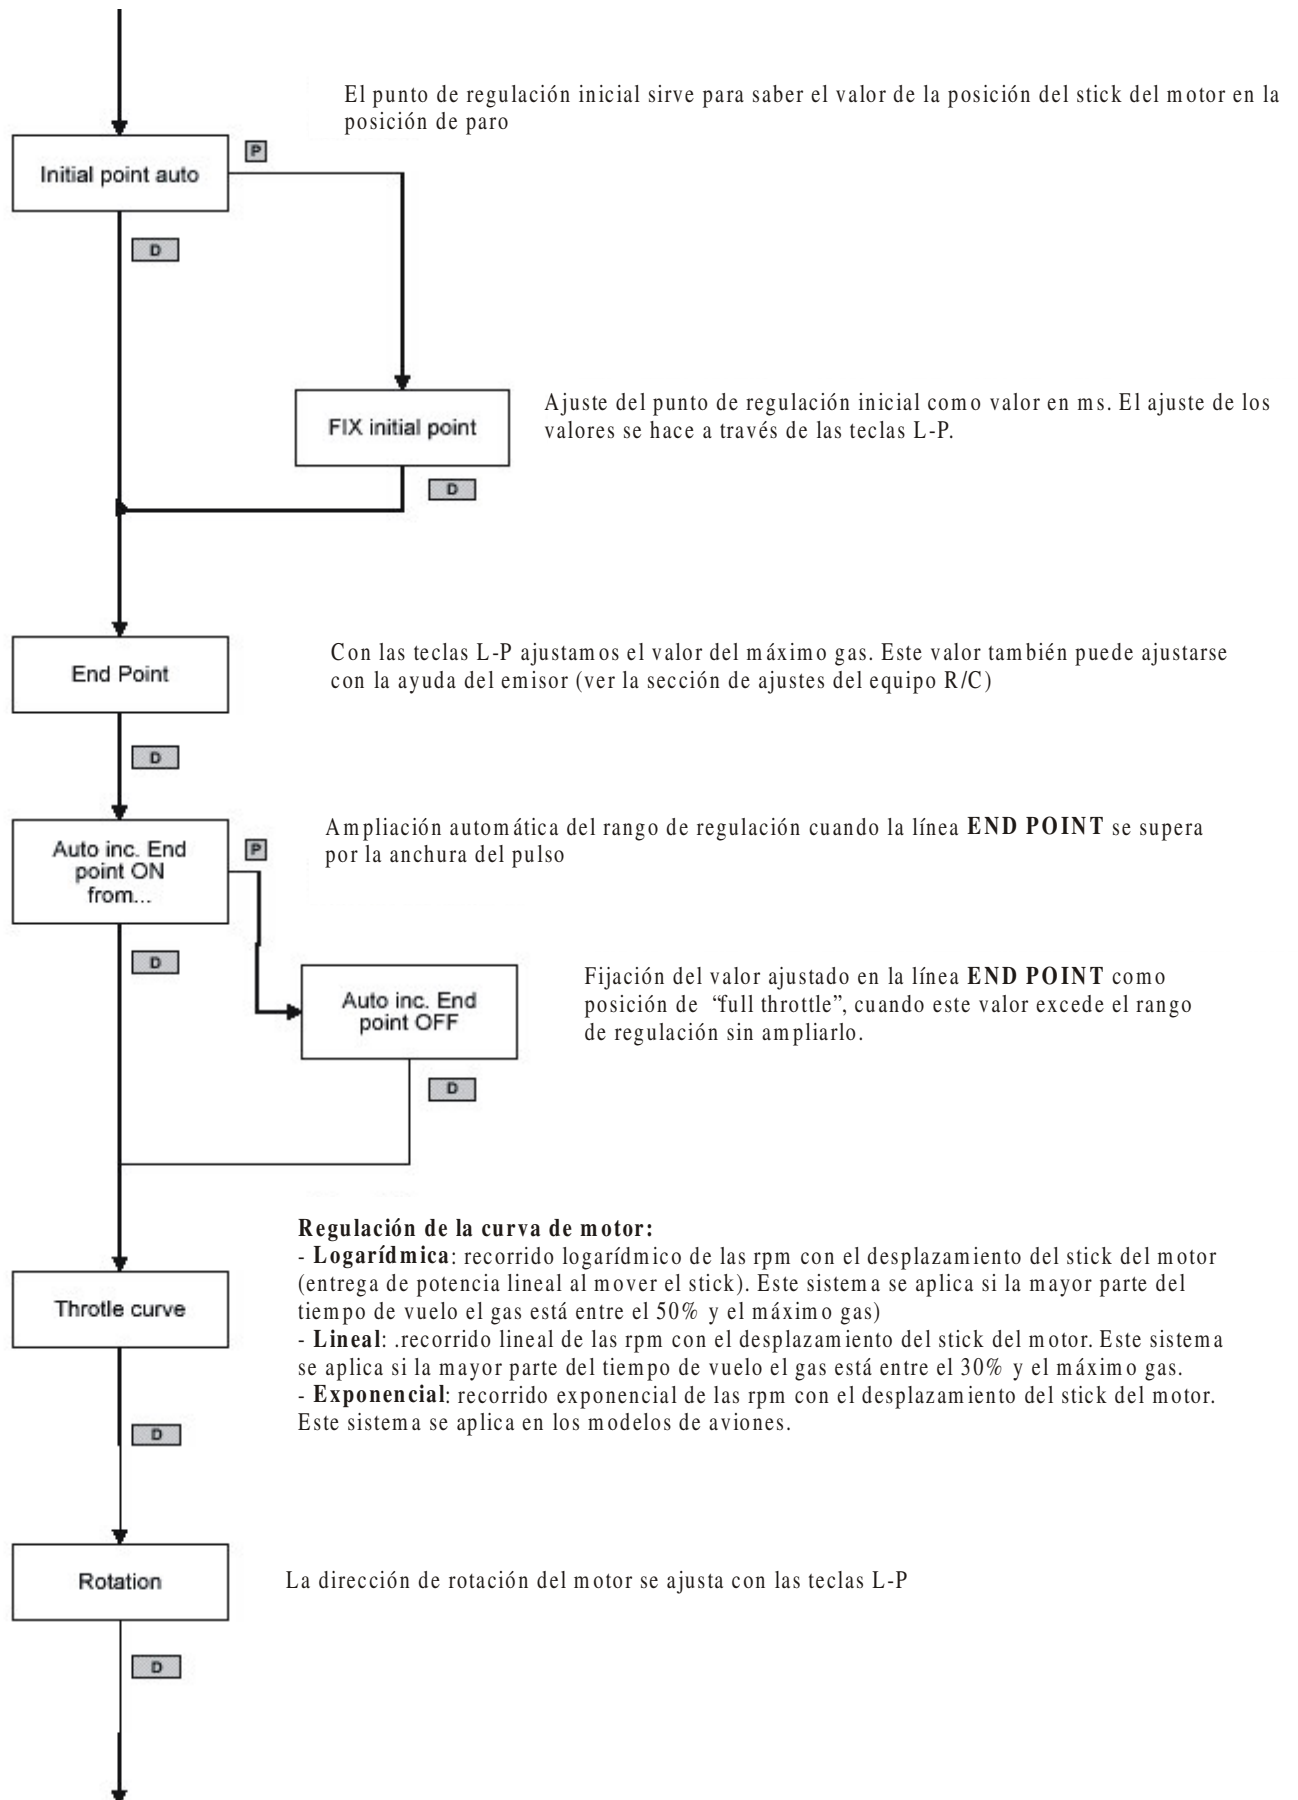 El punto de regulación inicial sirve para saber el valor de la posición del stick del motor en la
posición de paro
P
Initial point auto
D
Ajuste del punto de regulación inicial como valor en ms. El ajuste de los
valores se hace a través de las teclas L-P.
FIX initial point
D
Con las teclas L-P ajustamos el valor del máximo gas. Este valor también puede ajustarse
con la ayuda del emisor (ver la sección de ajustes del equipo R/C)
End Point
D
Ampliación automática del rango de regulación cuando la línea END POINT se supera
por la anchura del pulso
Auto inc. End
point ON
from...
P
D
Fijación del valor ajustado en la línea END POINT como
posición de “full throttle”, cuando este valor excede el rango
de regulación sin ampliarlo.
Auto inc. End
point OFF
D
Regulación de la curva de motor:
- Logarídmica: recorrido logarídmico de las rpm con el desplazamiento del stick del motor
(entrega de potencia lineal al mover el stick). Este sistema se aplica si la mayor parte del
tiempo de vuelo el gas está entre el 50% y el máximo gas)
- Lineal: .recorrido lineal de las rpm con el desplazamiento del stick del motor. Este sistema
se aplica si la mayor parte del tiempo de vuelo el gas está entre el 30% y el máximo gas.
- Exponencial: recorrido exponencial de las rpm con el desplazamiento del stick del motor.
Este sistema se aplica en los modelos de aviones.
Throtle curve
D
Rotation
La dirección de rotación del motor se ajusta con las teclas L-P
D